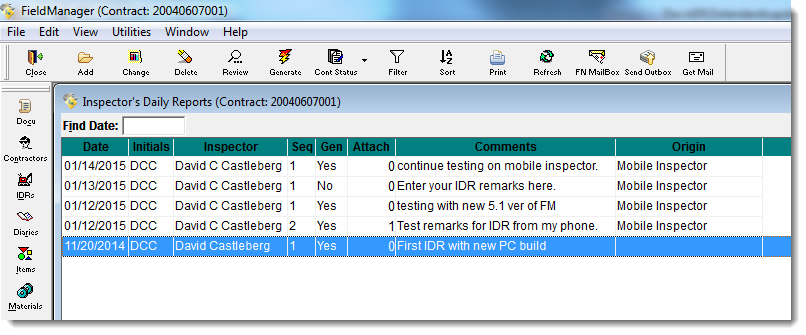 FieldManager (Contract: 20040607001)
File Edit View Utilities Window Help
Close Add Change Delete Review Generate Cont Status Filter Sort Print Refresh FN MailBox Send Outbox Get Mail
Docu
Contractors
IDRs
Diaries
Items
Materials
Inspector's Daily Reports (Contract: 20040607001)
Find Date:
Date Initials Inspector Seq Gen Attach Comments Origin
01/14/2015 DCC David C Castleberg 1 Yes 0 continue testing on mobile inspector. Mobile Inspector
01/13/2015 DCC David C Castleberg 1 No 0 Enter your IDR remarks here. Mobile Inspector
01/12/2015 DCC David C Castleberg 1 Yes 0 testing with new 5.1 ver of FM Mobile Inspector
01/12/2015 DCC David C Castleberg 2 Yes 1 Test remarks for IDR from my phone. Mobile Inspector
11/20/2014 DCC David Castleberg 1 Yes 0 First IDR with new PC build